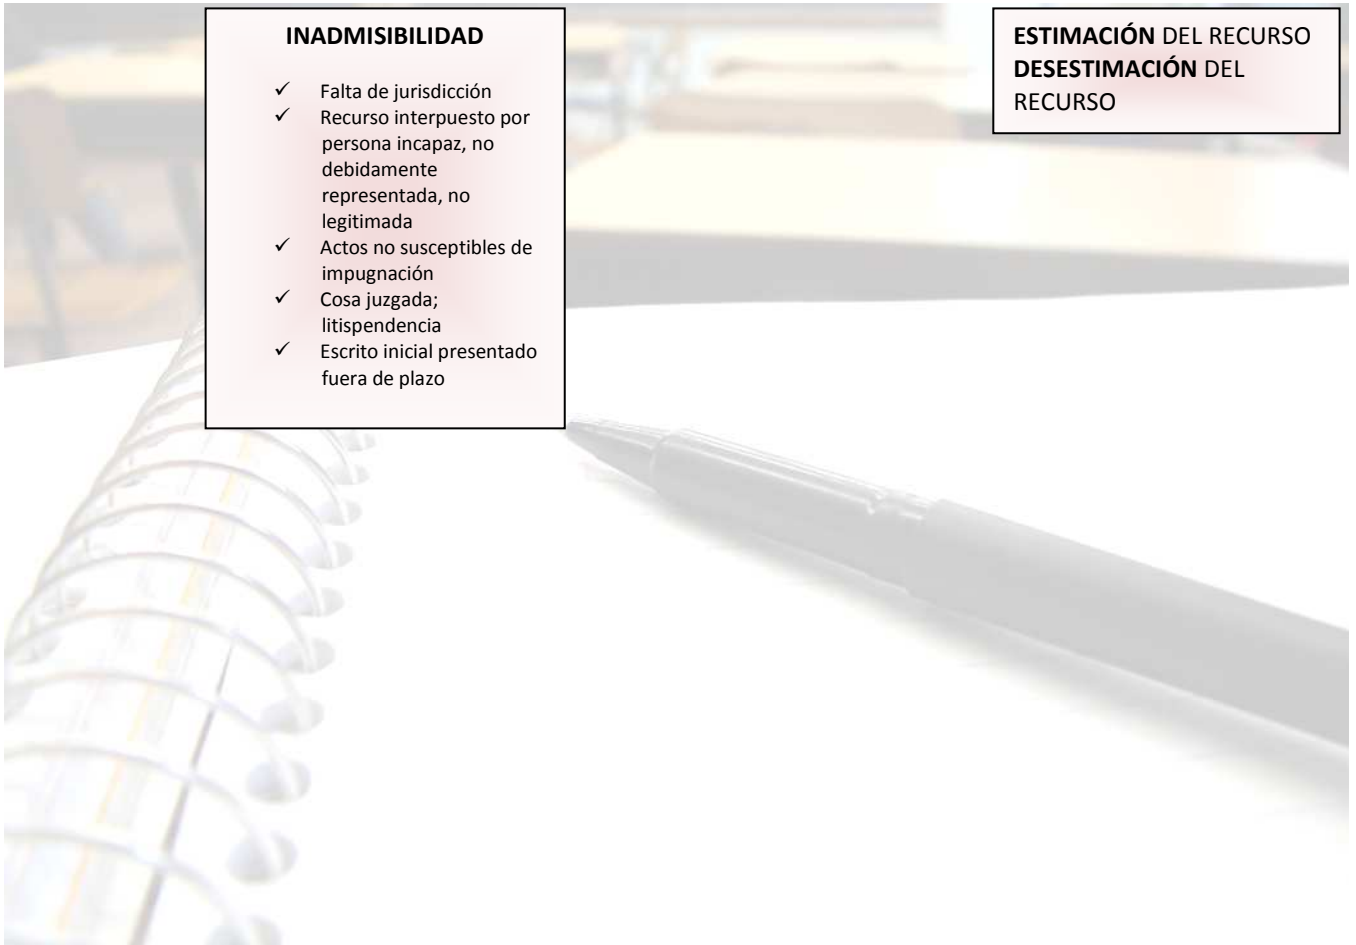 INADMISIBILIDAD
✓ Falta de jurisdicción
✓ Recurso interpuesto por
persona incapaz, no
debidamente
representada, no
legitimada
✓ Actos no susceptibles de
impugnación
✓ Cosa juzgada;
litispendencia
✓ Escrito inicial presentado
fuera de plazo
ESTIMACIÓN DEL RECURSO
DESESTIMACIÓN DEL
RECURSO